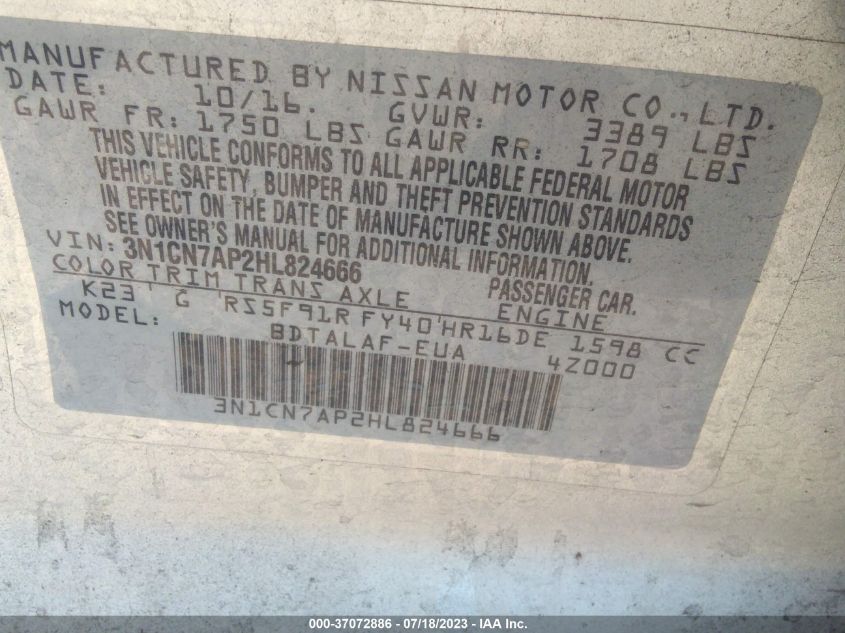 MANUFACTURED BY NISSAN MOTOR CO., LTD.
DATE: 10/16. GVWR: 3389 LBS
GAWR FR: 1750 LBS GAWR RR: 1708 LBS
THIS VEHICLE CONFORMS TO ALL APPLICABLE FEDERAL MOTOR
VEHICLE SAFETY, BUMPER AND THEFT PREVENTION STANDARDS
IN EFFECT ON THE DATE OF MANUFACTURE SHOWN ABOVE.
SEE OWNER'S MANUAL FOR ADDITIONAL INFORMATION.
VIN: 3N1CN7AP2HL824666 PASSENGER CAR.
COLOR TRIM TRANS AXLE ENGINE
K23 ' G 'RS5F91R FY40'HR16DE 1598 CC
MODEL: BDTALAF-EUA 4Z000
3N1CN7AP2HL824666
000-37072886 - 07/18/2023 - IAA Inc.